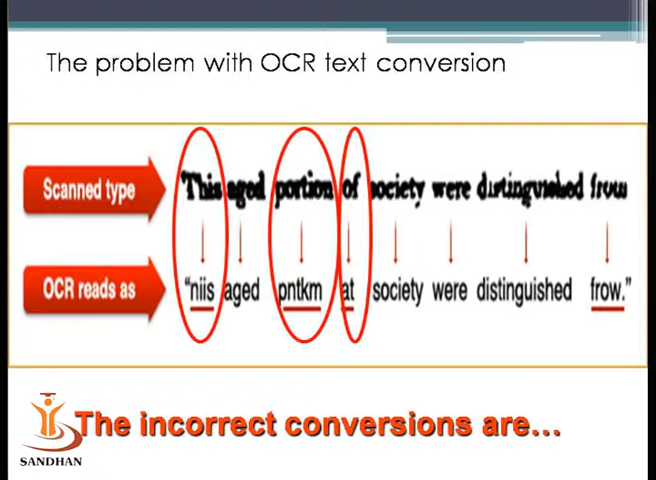 The problem with OCR text conversion
Scanned type
This aged portion of society were distinguished from
OCR reads as
"niis aged pntkm at society were distinguished frow."
The incorrect conversions are...
SANDHAN